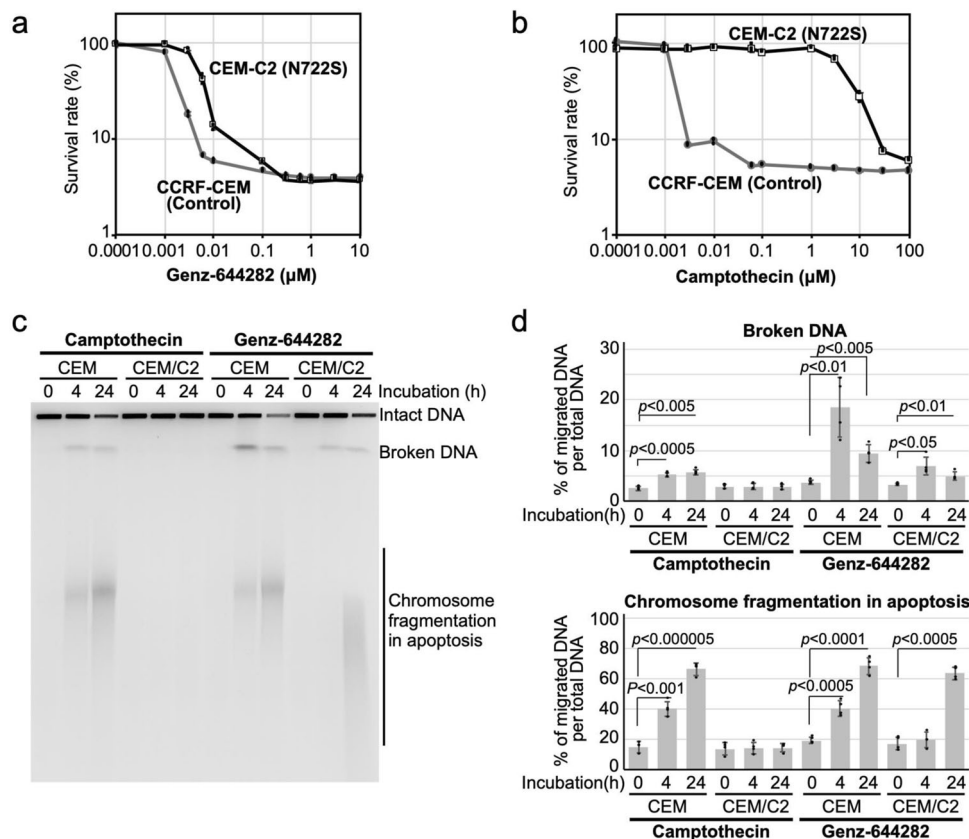 a
Survival rate (%)
100
10
1
CEM-C2 (N722S)
CCRF-CEM
(Control)
0.0001
0.001
0.01
0.1
1
10
Genz-644282 (µM)
b
Survival rate (%)
100
10
1
CEM-C2 (N722S)
CCRF-CEM (Control)
0.0001
0.001
0.01
0.1
1
10
100
Camptothecin (µM)
c
Camptothecin Genz-644282
CEM CEM/C2 CEM CEM/C2
0 4 24 0 4 24 0 4 24 0 4 24 Incubation (h)
Intact DNA
Broken DNA
Chromosome
fragmentation
in apoptosis
d
Broken DNA
% of migrated DNA
per total DNA
30
20
10
0
p<0.005
p<0.0005
p<0.005
p<0.01
p<0.01
p<0.05
Incubation(h) 0 4 24 0 4 24 0 4 24 0 4 24
CEM CEM/C2 CEM CEM/C2
Camptothecin Genz-644282
Chromosome fragmentation in apoptosis
% of migrated DNA
per total DNA
100
80
60
40
20
0
p<0.000005
P<0.001
p<0.0001
p<0.0005
p<0.0005
Incubation(h) 0 4 24 0 4 24 0 4 24 0 4 24
CEM CEM/C2 CEM CEM/C2
Camptothecin Genz-644282